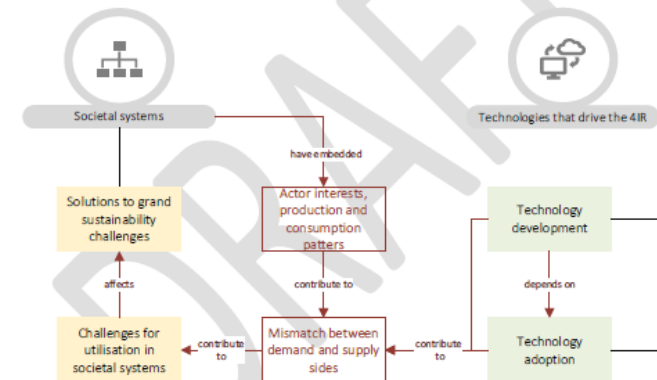 DRAFT
Societal systems
Technologies that drive the 4IR
have embedded
Solutions to grand
sustainability
challenges
Actor interests,
production and
consumption
patters
Technology
development
affects
contribute to
depends on
Challenges for
utilisation in
societal systems
contribute
to
Mismatch between
demand and supply
sides
contribute
to
Technology
adoption